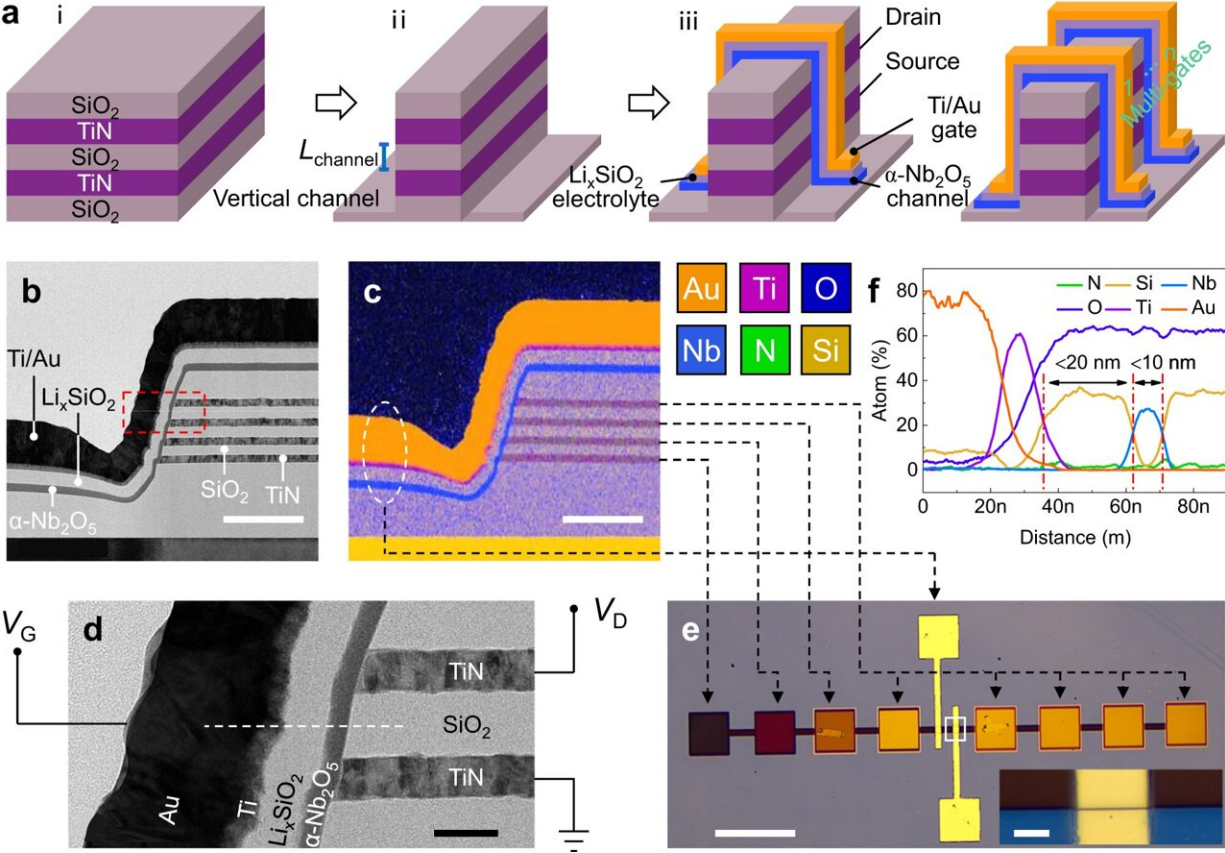 a
i
ii
iii
SiO2
TiN
SiO2
TiN
SiO2
Lchannel
Vertical channel
Drain
Source
Ti/Au
gate
LixSiO2
electrolyte
α-Nb2O5
channel
1 ... n
Multi-gates
b
Ti/Au
LixSiO2
SiO2
TiN
α-Nb2O5
c
Au
Ti
O
Nb
N
Si
f
N
Si
Nb
O
Ti
Au
<20 nm
<10 nm
80
60
40
20
0
Atom (%)
0
20n
40n
60n
80n
Distance (m)
VG
d
VD
TiN
SiO2
TiN
Au
Ti
LixSiO2
α-Nb2O5
e